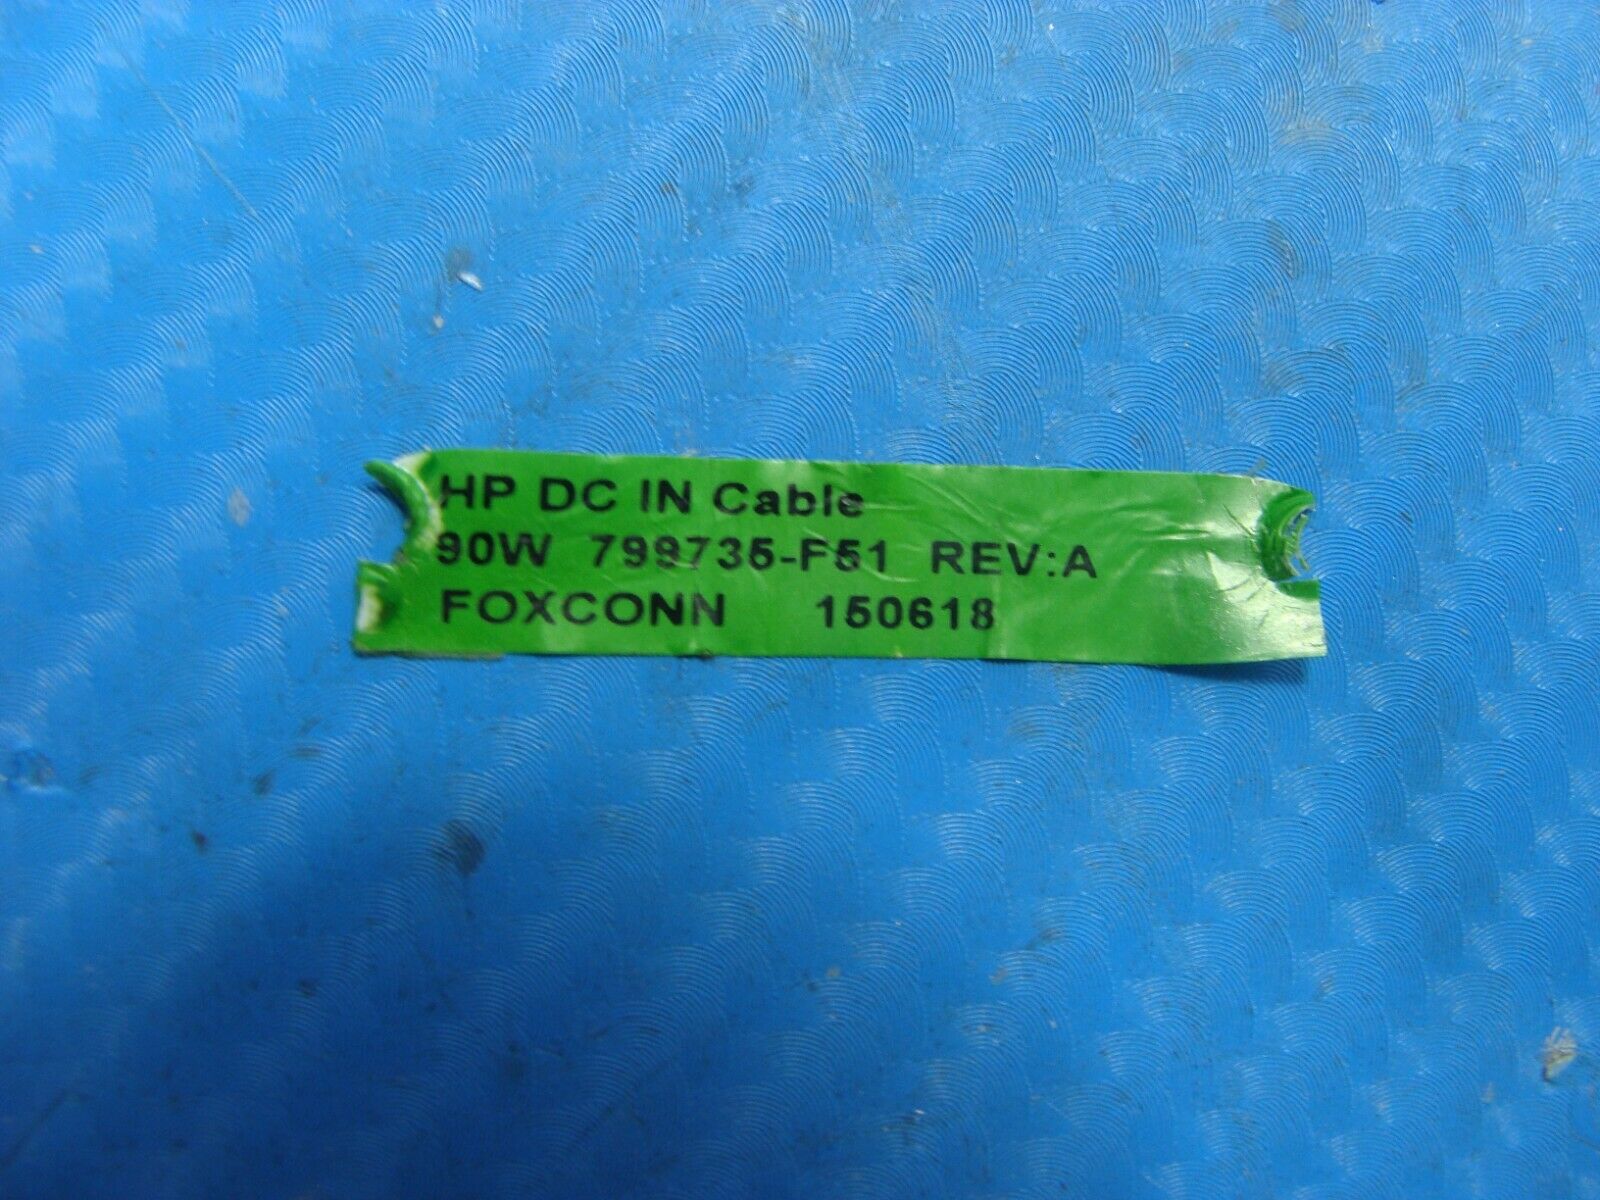 HP DC IN Cable
90W 799735-F51 REV:A
FOXCONN 150618